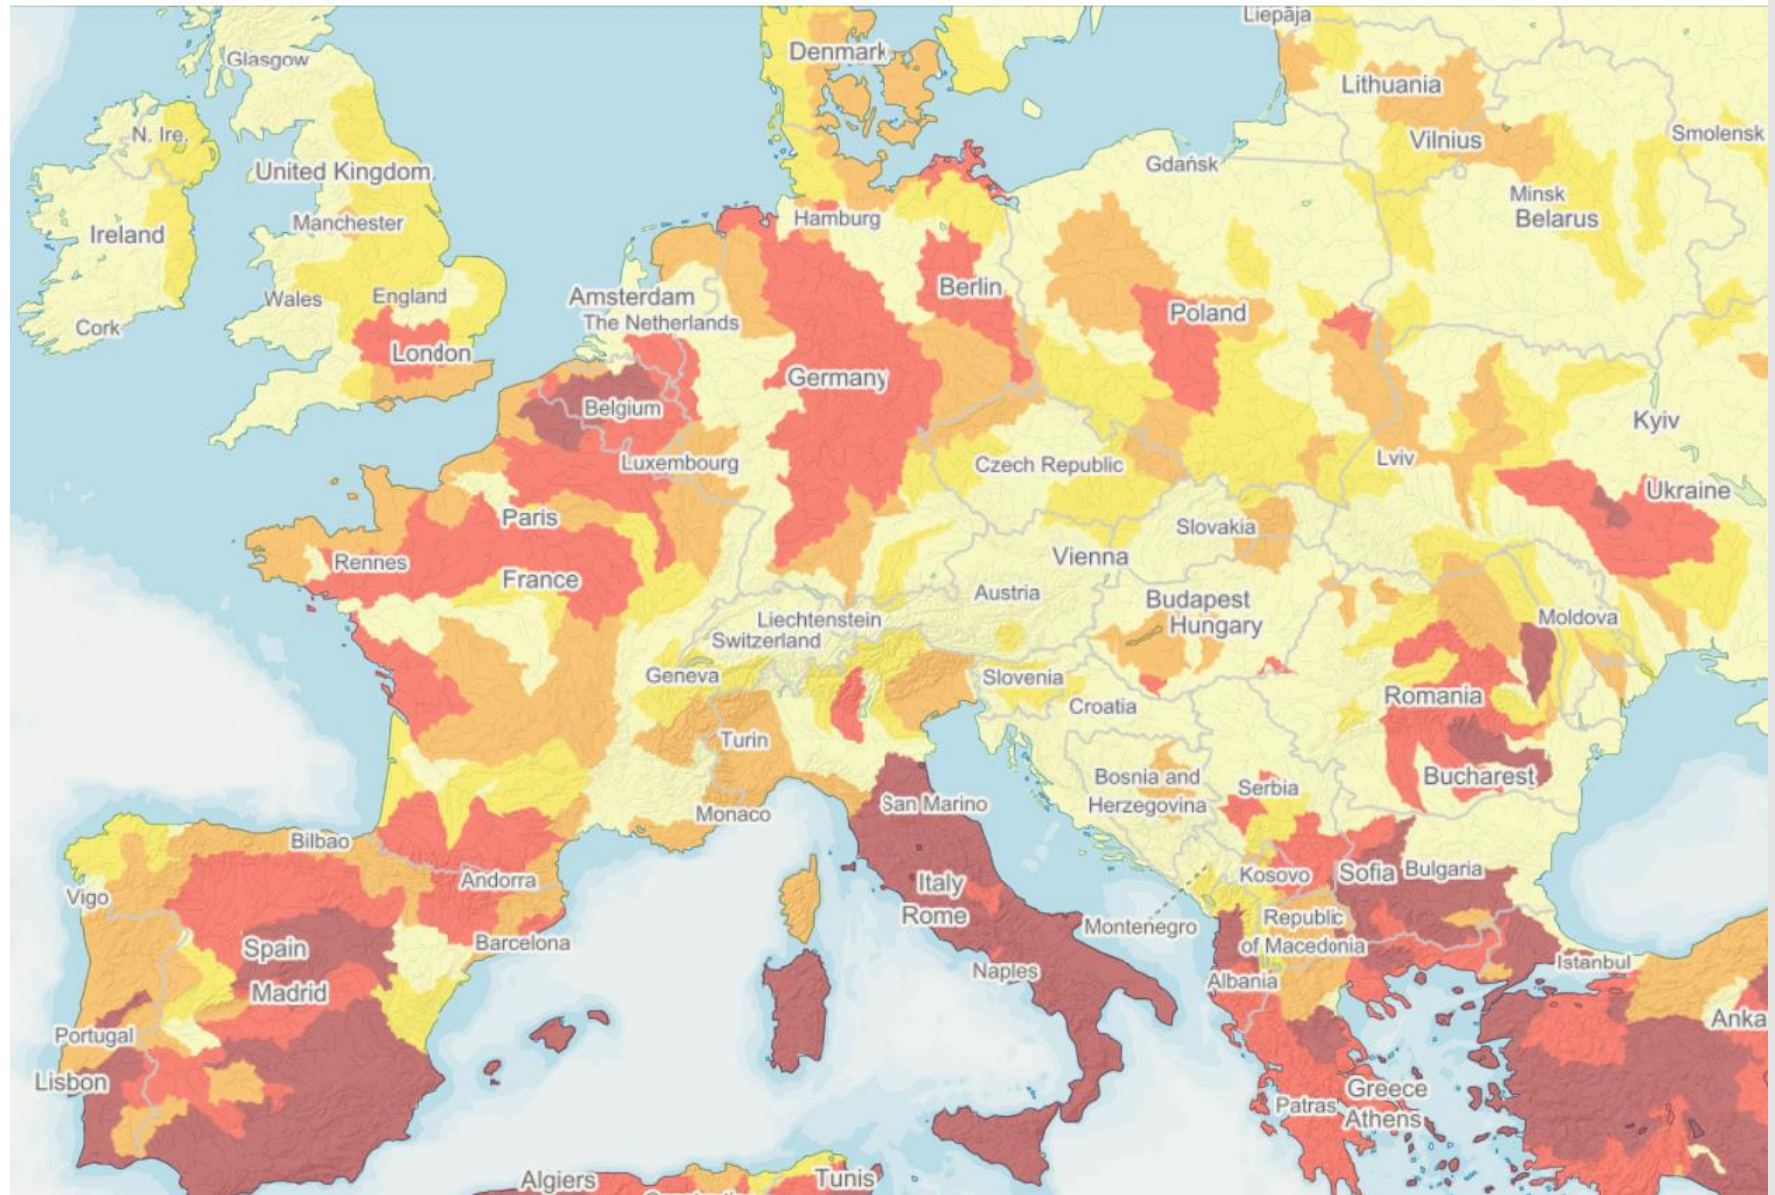 Liepāja
Glasgow
Denmark
Lithuania
N. Ire.
Vilnius
Smolensk
Gdańsk
United Kingdom
Minsk
Belarus
Manchester
Hamburg
Ireland
Wales
England
Amsterdam
Berlin
The Netherlands
Poland
Cork
London
Germany
Belgium
Kyiv
Luxembourg
Czech Republic
Lviv
Ukraine
Paris
Slovakia
Rennes
France
Vienna
Austria
Budapest
Hungary
Liechtenstein
Switzerland
Moldova
Geneva
Slovenia
Romania
Croatia
Turin
Bosnia and
Herzegovina
Serbia
Bucharest
San Marino
Monaco
Bilbao
Andorra
Italy
Rome
Kosovo
Sofia
Bulgaria
Vigo
Montenegro
Republic
of Macedonia
Spain
Barcelona
Naples
Albania
Istanbul
Madrid
Anka
Portugal
Lisbon
Greece
Patras
Athens
Algiers
Tunis